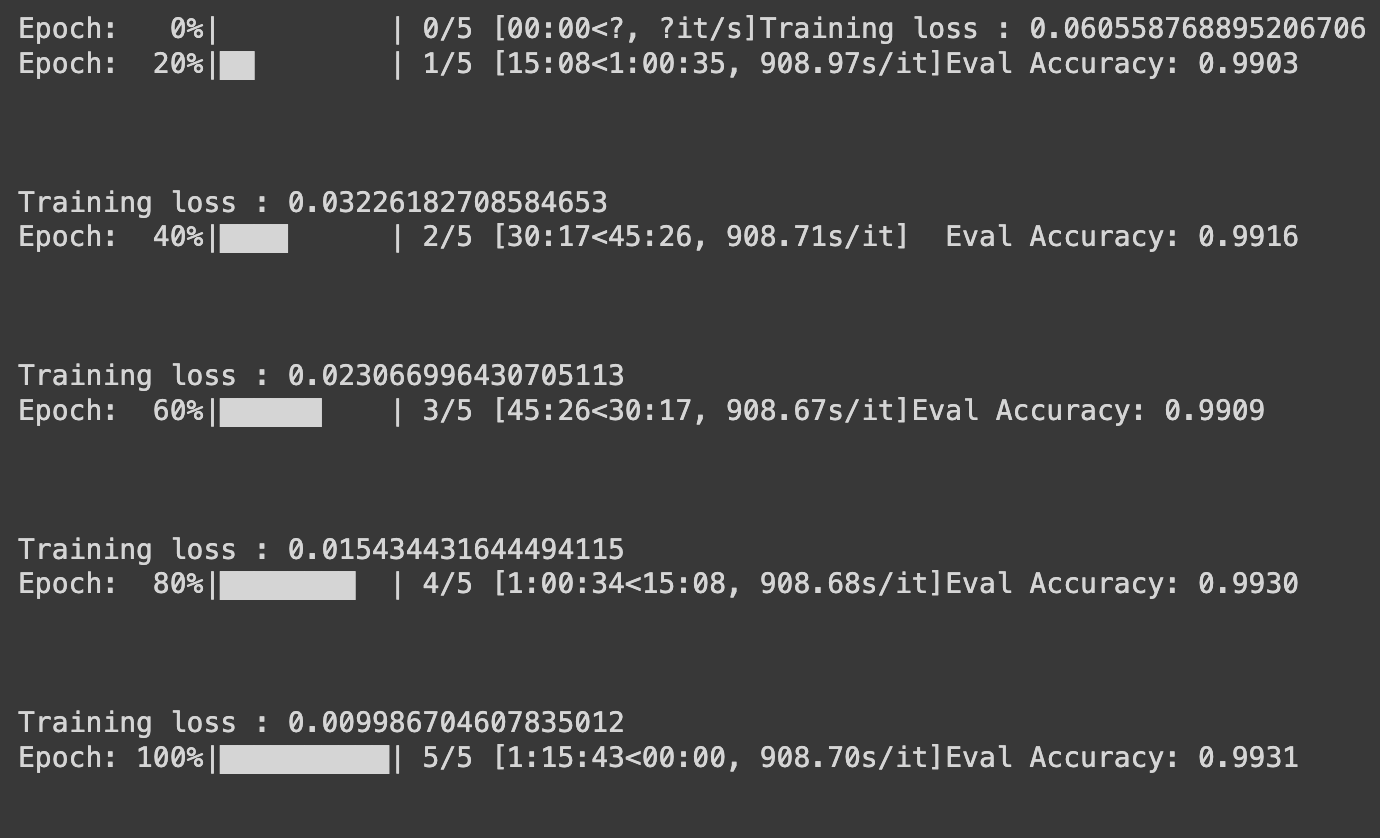 Epoch:   0%|          | 0/5 [00:00<?, ?it/s]Training loss : 0.060558768895206706
Epoch:  20%|██        | 1/5 [15:08<1:00:35, 908.97s/it]Eval Accuracy: 0.9903
Training loss : 0.03226182708584653
Epoch:  40%|████      | 2/5 [30:17<45:26, 908.71s/it]  Eval Accuracy: 0.9916
Training loss : 0.023066996430705113
Epoch:  60%|██████    | 3/5 [45:26<30:17, 908.67s/it]Eval Accuracy: 0.9909
Training loss : 0.015434431644494115
Epoch:  80%|████████  | 4/5 [1:00:34<15:08, 908.68s/it]Eval Accuracy: 0.9930
Training loss : 0.009986704607835012
Epoch: 100%|██████████| 5/5 [1:15:43<00:00, 908.70s/it]Eval Accuracy: 0.9931